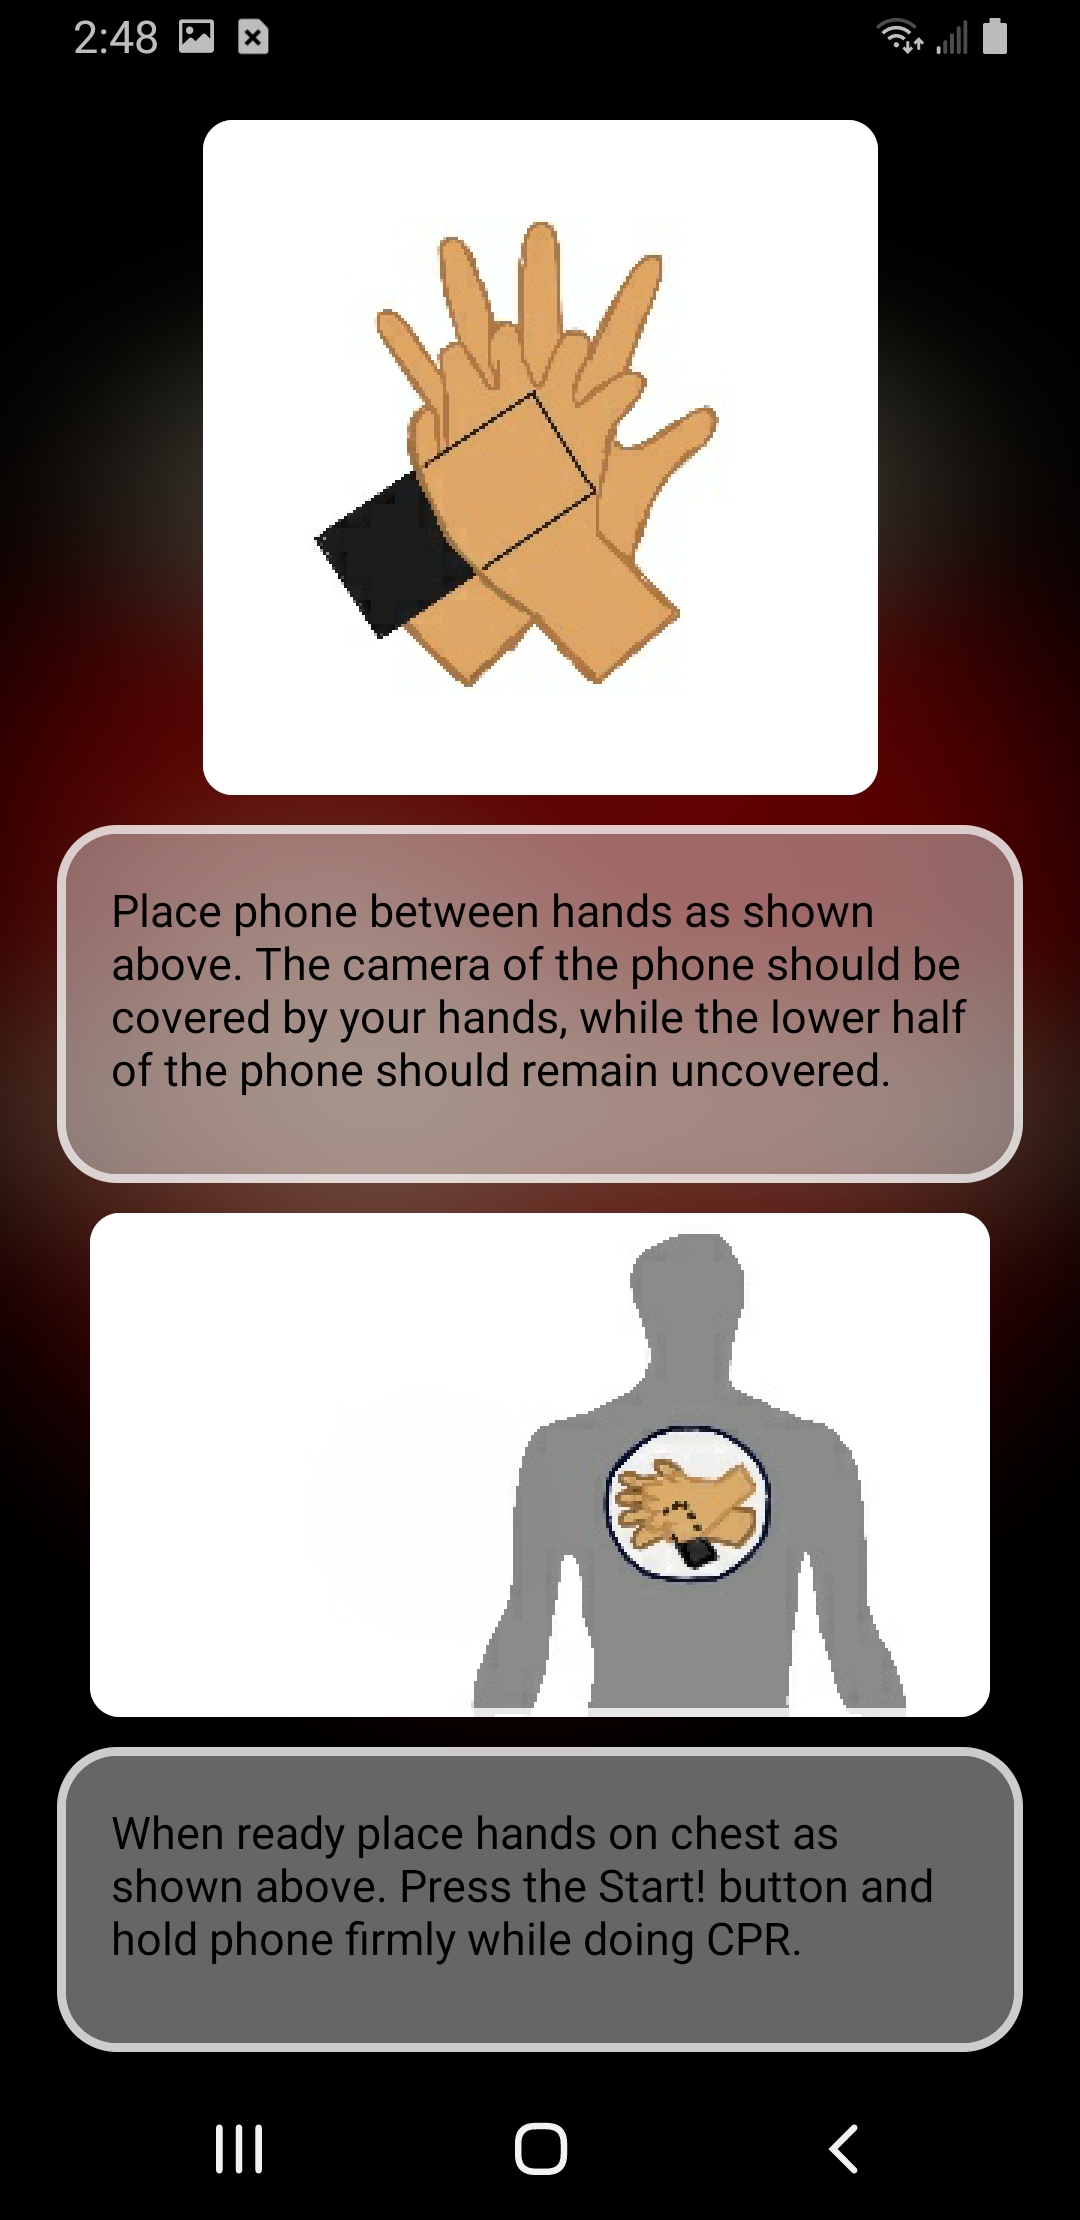 2:48
Place phone between hands as shown
above. The camera of the phone should be
covered by your hands, while the lower half
of the phone should remain uncovered.
When ready place hands on chest as
shown above. Press the Start! button and
hold phone firmly while doing CPR.